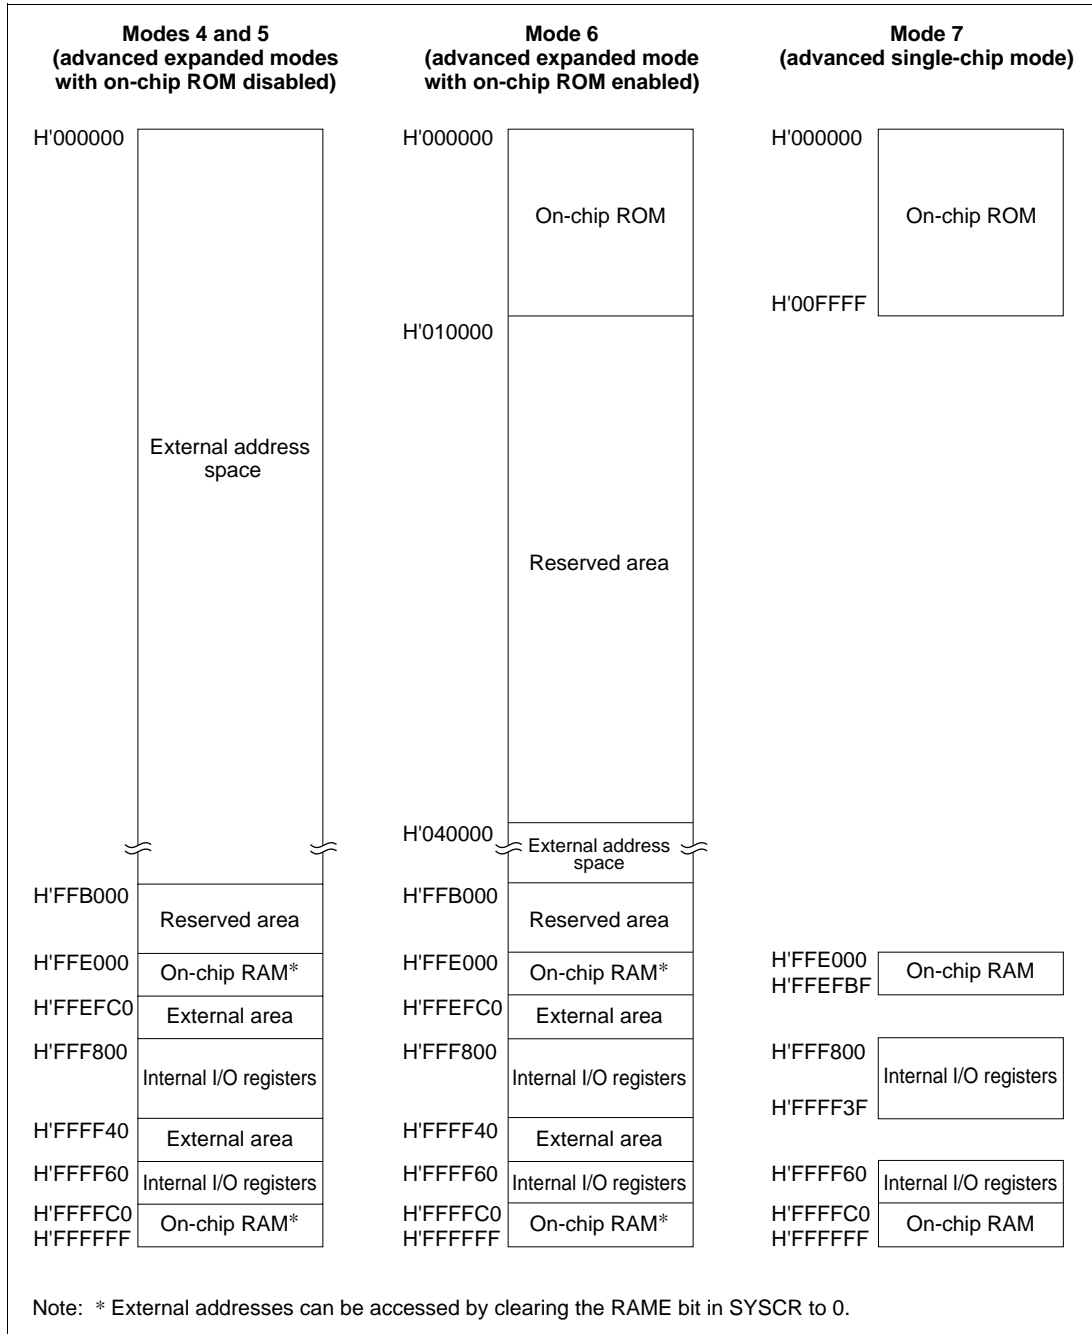 Modes 4 and 5
(advanced expanded modes
with on-chip ROM disabled)
H'000000
External address
space
H'FFB000
Reserved area
H'FFE000
On-chip RAM*
H'FFEFC0
External area
H'FFF800
Internal I/O registers
H'FFFF40
External area
H'FFFF60
Internal I/O registers
H'FFFFC0
On-chip RAM*
H'FFFFFF
Mode 6
(advanced expanded mode
with on-chip ROM enabled)
H'000000
On-chip ROM
H'010000
Reserved area
H'040000
External address
space
H'FFB000
Reserved area
H'FFE000
On-chip RAM*
H'FFEFC0
External area
H'FFF800
Internal I/O registers
H'FFFF40
External area
H'FFFF60
Internal I/O registers
H'FFFFC0
On-chip RAM*
H'FFFFFF
Mode 7
(advanced single-chip mode)
H'000000
On-chip ROM
H'00FFFF
H'FFE000
On-chip RAM
H'FFEFBF
H'FFF800
Internal I/O registers
H'FFFF3F
H'FFFF60
Internal I/O registers
H'FFFFC0
On-chip RAM
H'FFFFFF
Note: * External addresses can be accessed by clearing the RAME bit in SYSCR to 0.